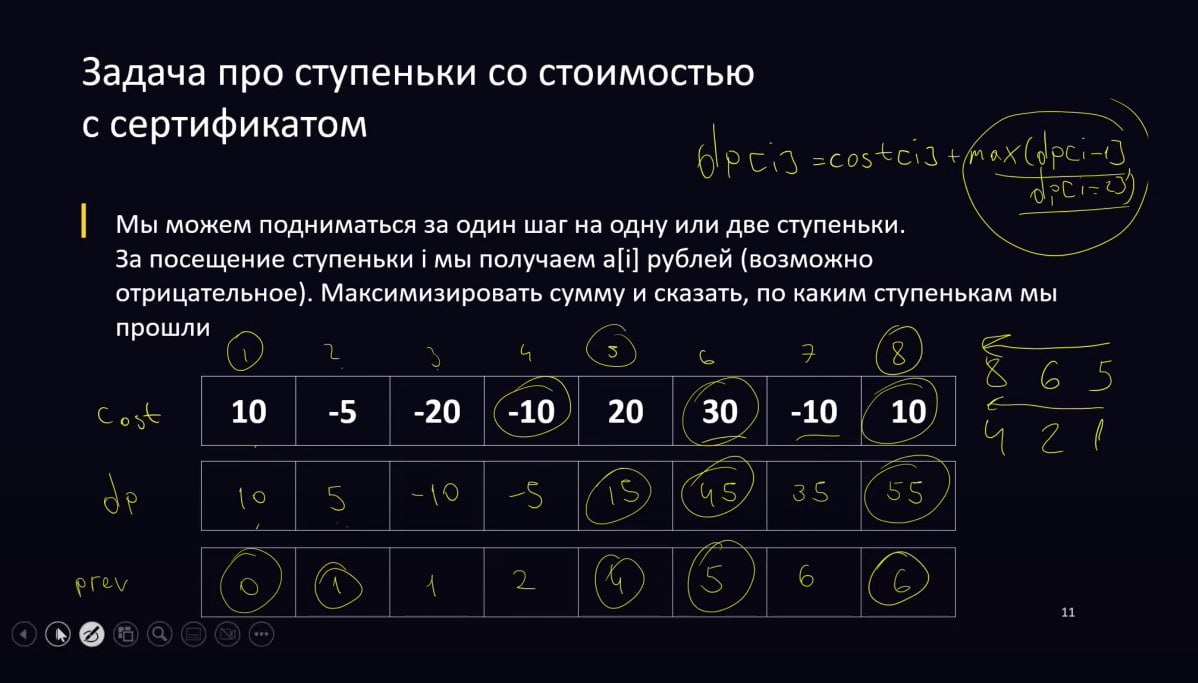 Задача про ступеньки со стоимостью
с сертификатом
dp[i] = cost[i] + max(dp[i-1],
dp[i-2])
Мы можем подниматься за один шаг на одну или две ступеньки.
За посещение ступеньки i мы получаем a[i] рублей (возможно
отрицательное). Максимизировать сумму и сказать, по каким ступенькам мы
прошли
1 2 3 4 5 6 7 8
cost 10 -5 -20 -10 20 30 -10 10
8 6 5
4 2 1
dp 10 5 -10 -5 15 45 35 55
prev 0 1 1 2 4 5 6 6
11